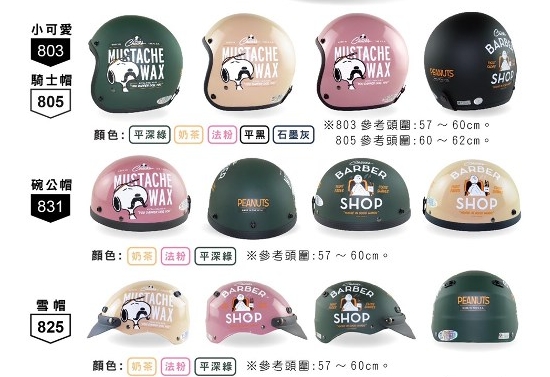 小可愛
803
騎士帽
805
MUSTACHE
WAX
MUSTACHE
WAX
MUSTACHE
WAX
BARBER
SHOP
PEANUTS
顏色: 平深綠 奶茶 法粉 平黑 石墨灰
※803 參考頭圍:57 ~ 60cm。
805 參考頭圍:60 ~ 62cm。
碗公帽
831
MUSTACHE
WAX
PEANUTS
BARBER
SHOP
BARBER
SHOP
顏色: 奶茶 法粉 平深綠 ※參考頭圍:57 ~ 60cm。
雪帽
825
MUSTACHE
WAX
BARBER
SHOP
BARBER
SHOP
PEANUTS
顏色: 奶茶 法粉 平深綠 ※參考頭圍:57 ~ 60cm。